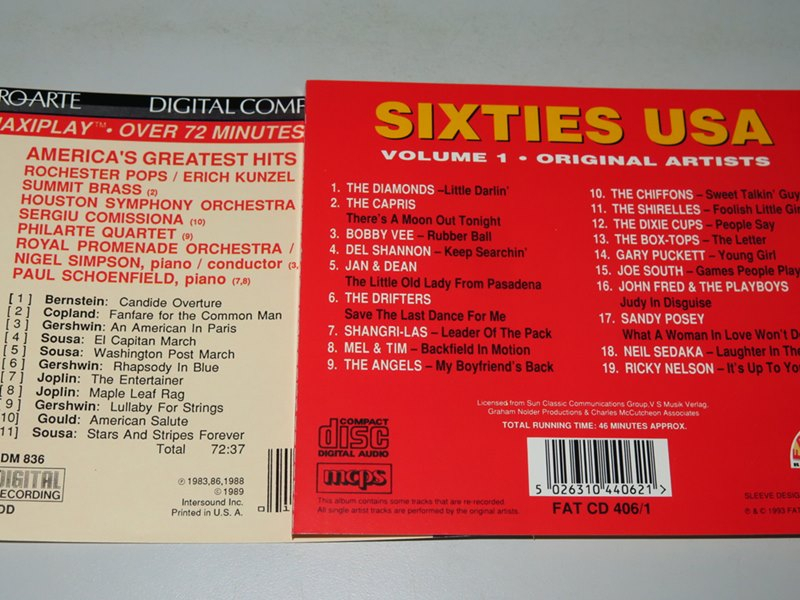 RO-ARTE DIGITAL COMP
MAXIPLAY™ • OVER 72 MINUTES
AMERICA'S GREATEST HITS
ROCHESTER POPS / ERICH KUNZEL
SUMMIT BRASS (2)
HOUSTON SYMPHONY ORCHESTRA
SERGIU COMISSIONA (10)
PHILARTE QUARTET (9)
ROYAL PROMENADE ORCHESTRA /
NIGEL SIMPSON, piano / conductor (3,
PAUL SCHOENFIELD, piano (7,8)
[ 1 ] Bernstein: Candide Overture
[ 2 ] Copland: Fanfare for the Common Man
[ 3 ] Gershwin: An American In Paris
[ 4 ] Sousa: El Capitan March
[ 5 ] Sousa: Washington Post March
[ 6 ] Gershwin: Rhapsody In Blue
[ 7 ] Joplin: The Entertainer
[ 8 ] Joplin: Maple Leaf Rag
[ 9 ] Gershwin: Lullaby For Strings
10] Gould: American Salute
11] Sousa: Stars And Stripes Forever
Total 72:37
DM 836
DIGITAL
RECORDING
DDD
℗ 1983,86,1988
© 1989
Intersound Inc.
Printed in U. S. A.
SIXTIES USA
VOLUME 1 • ORIGINAL ARTISTS
1. THE DIAMONDS –Little Darlin'
2. THE CAPRIS
There's A Moon Out Tonight
3. BOBBY VEE – Rubber Ball
4. DEL SHANNON – Keep Searchin'
5. JAN & DEAN
The Little Old Lady From Pasadena
6. THE DRIFTERS
Save The Last Dance For Me
7. SHANGRI-LAS – Leader Of The Pack
8. MEL & TIM – Backfield In Motion
9. THE ANGELS – My Boyfriend's Back
10. THE CHIFFONS – Sweet Talkin' Guy
11. THE SHIRELLES – Foolish Little Gir
12. THE DIXIE CUPS – People Say
13. THE BOX-TOPS – The Letter
14. GARY PUCKETT – Young Girl
15. JOE SOUTH – Games People Play
16. JOHN FRED & THE PLAYBOYS
Judy In Disguise
17. SANDY POSEY
What A Woman In Love Won't D
18. NEIL SEDAKA – Laughter In The
19. RICKY NELSON – It's Up To Yo
Licensed from Sun Classic Communications Group,V S Musik Verlag,
Graham Nolder Productions & Charles McCutcheon Associates
TOTAL RUNNING TIME: 46 MINUTES APPROX.
COMPACT
disc
DIGITAL AUDIO
mcps
This album contains some tracks that are re-recorded.
All single artist tracks are performed by the original artists.
5 026310 440621 >
FAT CD 406/1
SLEEVE DESIG
℗ & © 1993 FAT